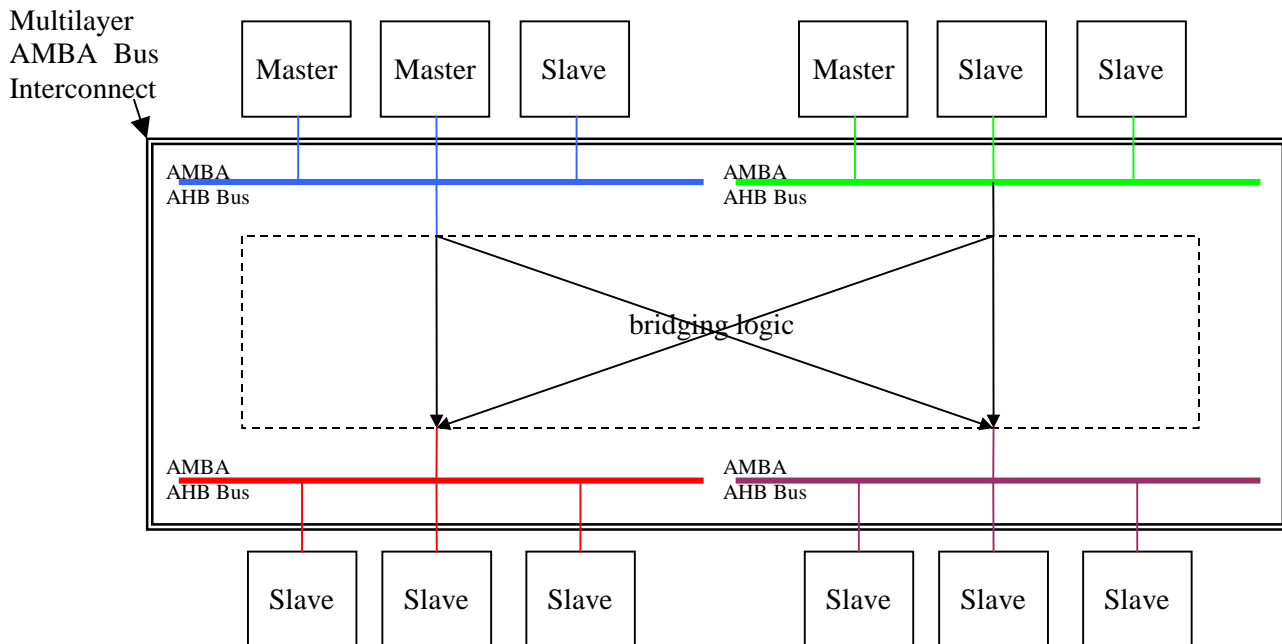 Multilayer
AMBA Bus
Interconnect
Master
Master
Slave
Master
Slave
Slave
AMBA
AHB Bus
AMBA
AHB Bus
bridging logic
AMBA
AHB Bus
AMBA
AHB Bus
Slave
Slave
Slave
Slave
Slave
Slave